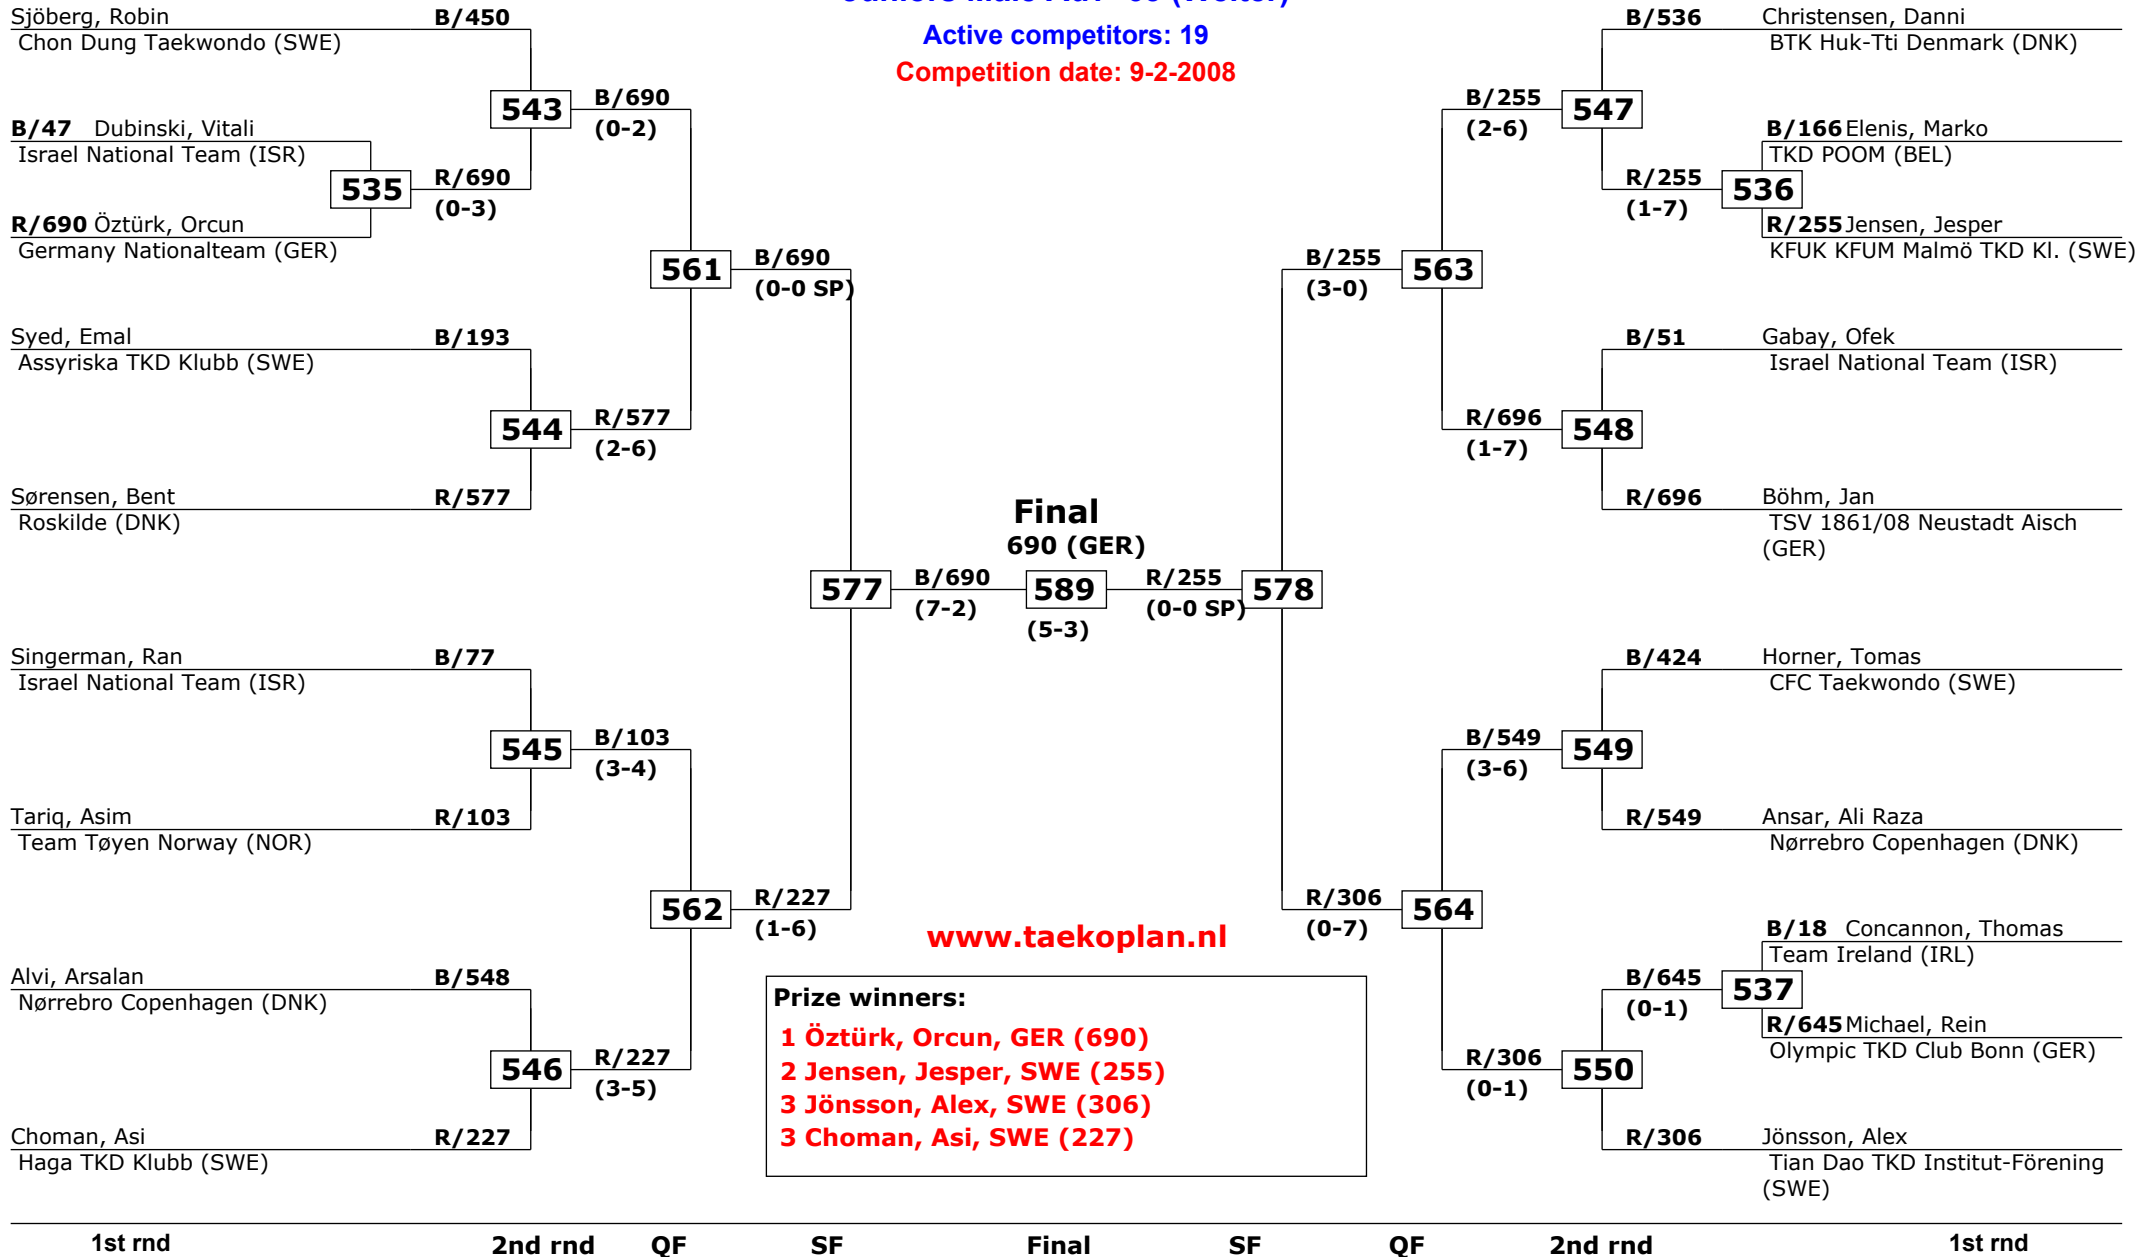 Active competitors: 19
Competition date: 9-2-2008
Sjöberg, Robin B/450
Chon Dung Taekwondo (SWE)
543
B/690
(0-2)
B/47 Dubinski, Vitali
Israel National Team (ISR)
535
R/690
(0-3)
R/690 Öztürk, Orcun
Germany Nationalteam (GER)
561
B/690
(0-0 SP)
Syed, Emal B/193
Assyriska TKD Klubb (SWE)
544
R/577
(2-6)
Sørensen, Bent R/577
Roskilde (DNK)
577
B/690
(7-2)
Singerman, Ran B/77
Israel National Team (ISR)
545
B/103
(3-4)
Tariq, Asim R/103
Team Tøyen Norway (NOR)
562
R/227
(1-6)
Alvi, Arsalan B/548
Nørrebro Copenhagen (DNK)
546
R/227
(3-5)
Choman, Asi R/227
Haga TKD Klubb (SWE)
Final
690 (GER)
589
(5-3)
R/255
(0-0 SP)
578
B/536 Christensen, Danni
BTK Huk-Tti Denmark (DNK)
B/255
(2-6)
547
B/166 Elenis, Marko
TKD POOM (BEL)
R/255
(1-7)
536
R/255 Jensen, Jesper
KFUK KFUM Malmö TKD Kl. (SWE)
B/255
(3-0)
563
B/51 Gabay, Ofek
Israel National Team (ISR)
R/696
(1-7)
548
R/696 Böhm, Jan
TSV 1861/08 Neustadt Aisch
(GER)
B/424 Horner, Tomas
CFC Taekwondo (SWE)
B/549
(3-6)
549
R/549 Ansar, Ali Raza
Nørrebro Copenhagen (DNK)
R/306
(0-7)
564
B/18 Concannon, Thomas
Team Ireland (IRL)
B/645
(0-1)
537
R/645 Michael, Rein
Olympic TKD Club Bonn (GER)
R/306
(0-1)
550
R/306 Jönsson, Alex
Tian Dao TKD Institut-Förening
(SWE)
www.taekoplan.nl
Prize winners:
1 Öztürk, Orcun, GER (690)
2 Jensen, Jesper, SWE (255)
3 Jönsson, Alex, SWE (306)
3 Choman, Asi, SWE (227)
1st rnd 2nd rnd QF SF Final SF QF 2nd rnd 1st rnd